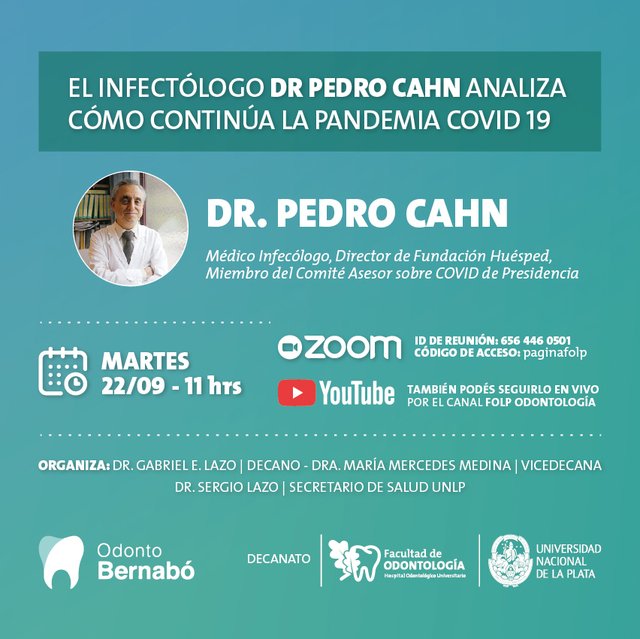 EL INFECTÓLOGO DR PEDRO CAHN ANALIZA
CÓMO CONTINÚA LA PANDEMIA COVID 19
DR. PEDRO CAHN
Médico Infecólogo, Director de Fundación Huésped,
Miembro del Comité Asesor sobre COVID de Presidencia
MARTES
22/09 - 11 hrs
zoom
ID DE REUNIÓN: 656 446 0501
CÓDIGO DE ACCESO: paginafolp
YouTube
TAMBIÉN PODÉS SEGUIRLO EN VIVO
POR EL CANAL FOLP ODONTOLOGÍA
ORGANIZA: DR. GABRIEL E. LAZO | DECANO - DRA. MARÍA MERCEDES MEDINA | VICEDECANA
DR. SERGIO LAZO | SECRETARIO DE SALUD UNLP
Odonto
Bernabó
DECANATO
Facultad de
ODONTOLOGÍA
Hospital Odontológico Universitario
UNIVERSIDAD
NACIONAL
DE LA PLATA